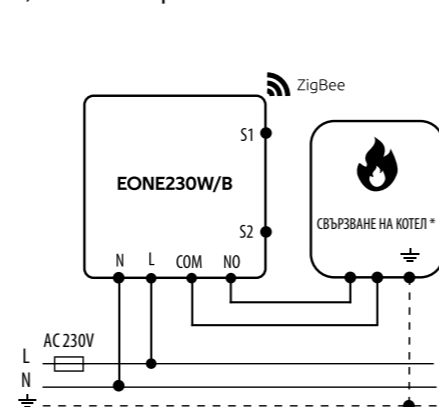 ZigBee
S1
EONE230W/B
S2
СВЪРЗВАНЕ НА КОТЕЛ *
N L COM NO
AC 230V
L
N